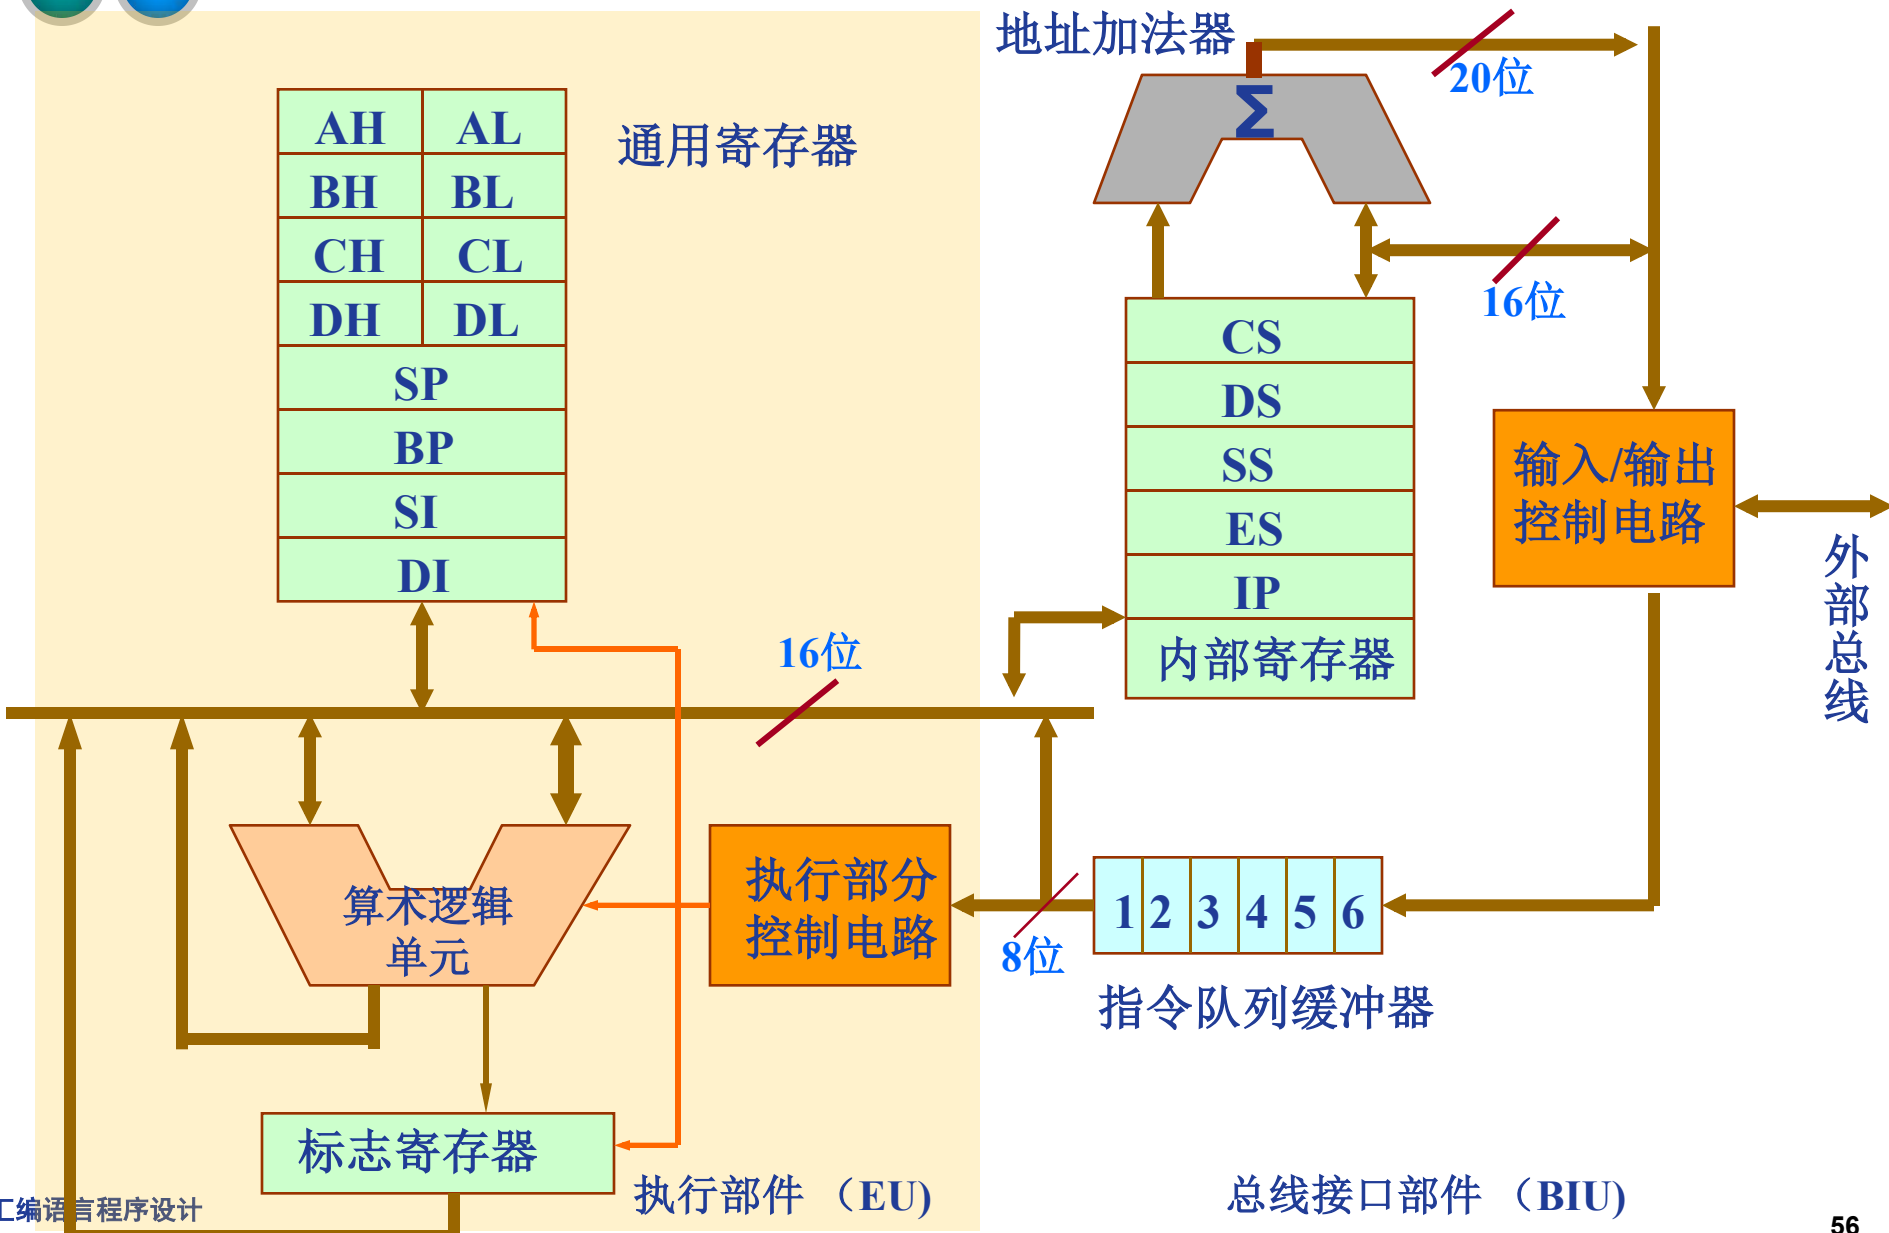 地址加法器
20位
Σ
AH AL
通用寄存器
BH BL
CH CL
16位
DH DL
CS
SP
DS
BP
SS
SI
ES
DI
IP
输入/输出
控制电路
外部总线
内部寄存器
16位
算术逻辑
单元
执行部分
控制电路
1 2 3 4 5 6
8位
指令队列缓冲器
标志寄存器
执行部件 （EU)
总线接口部件 （BIU)
汇编语言程序设计
56